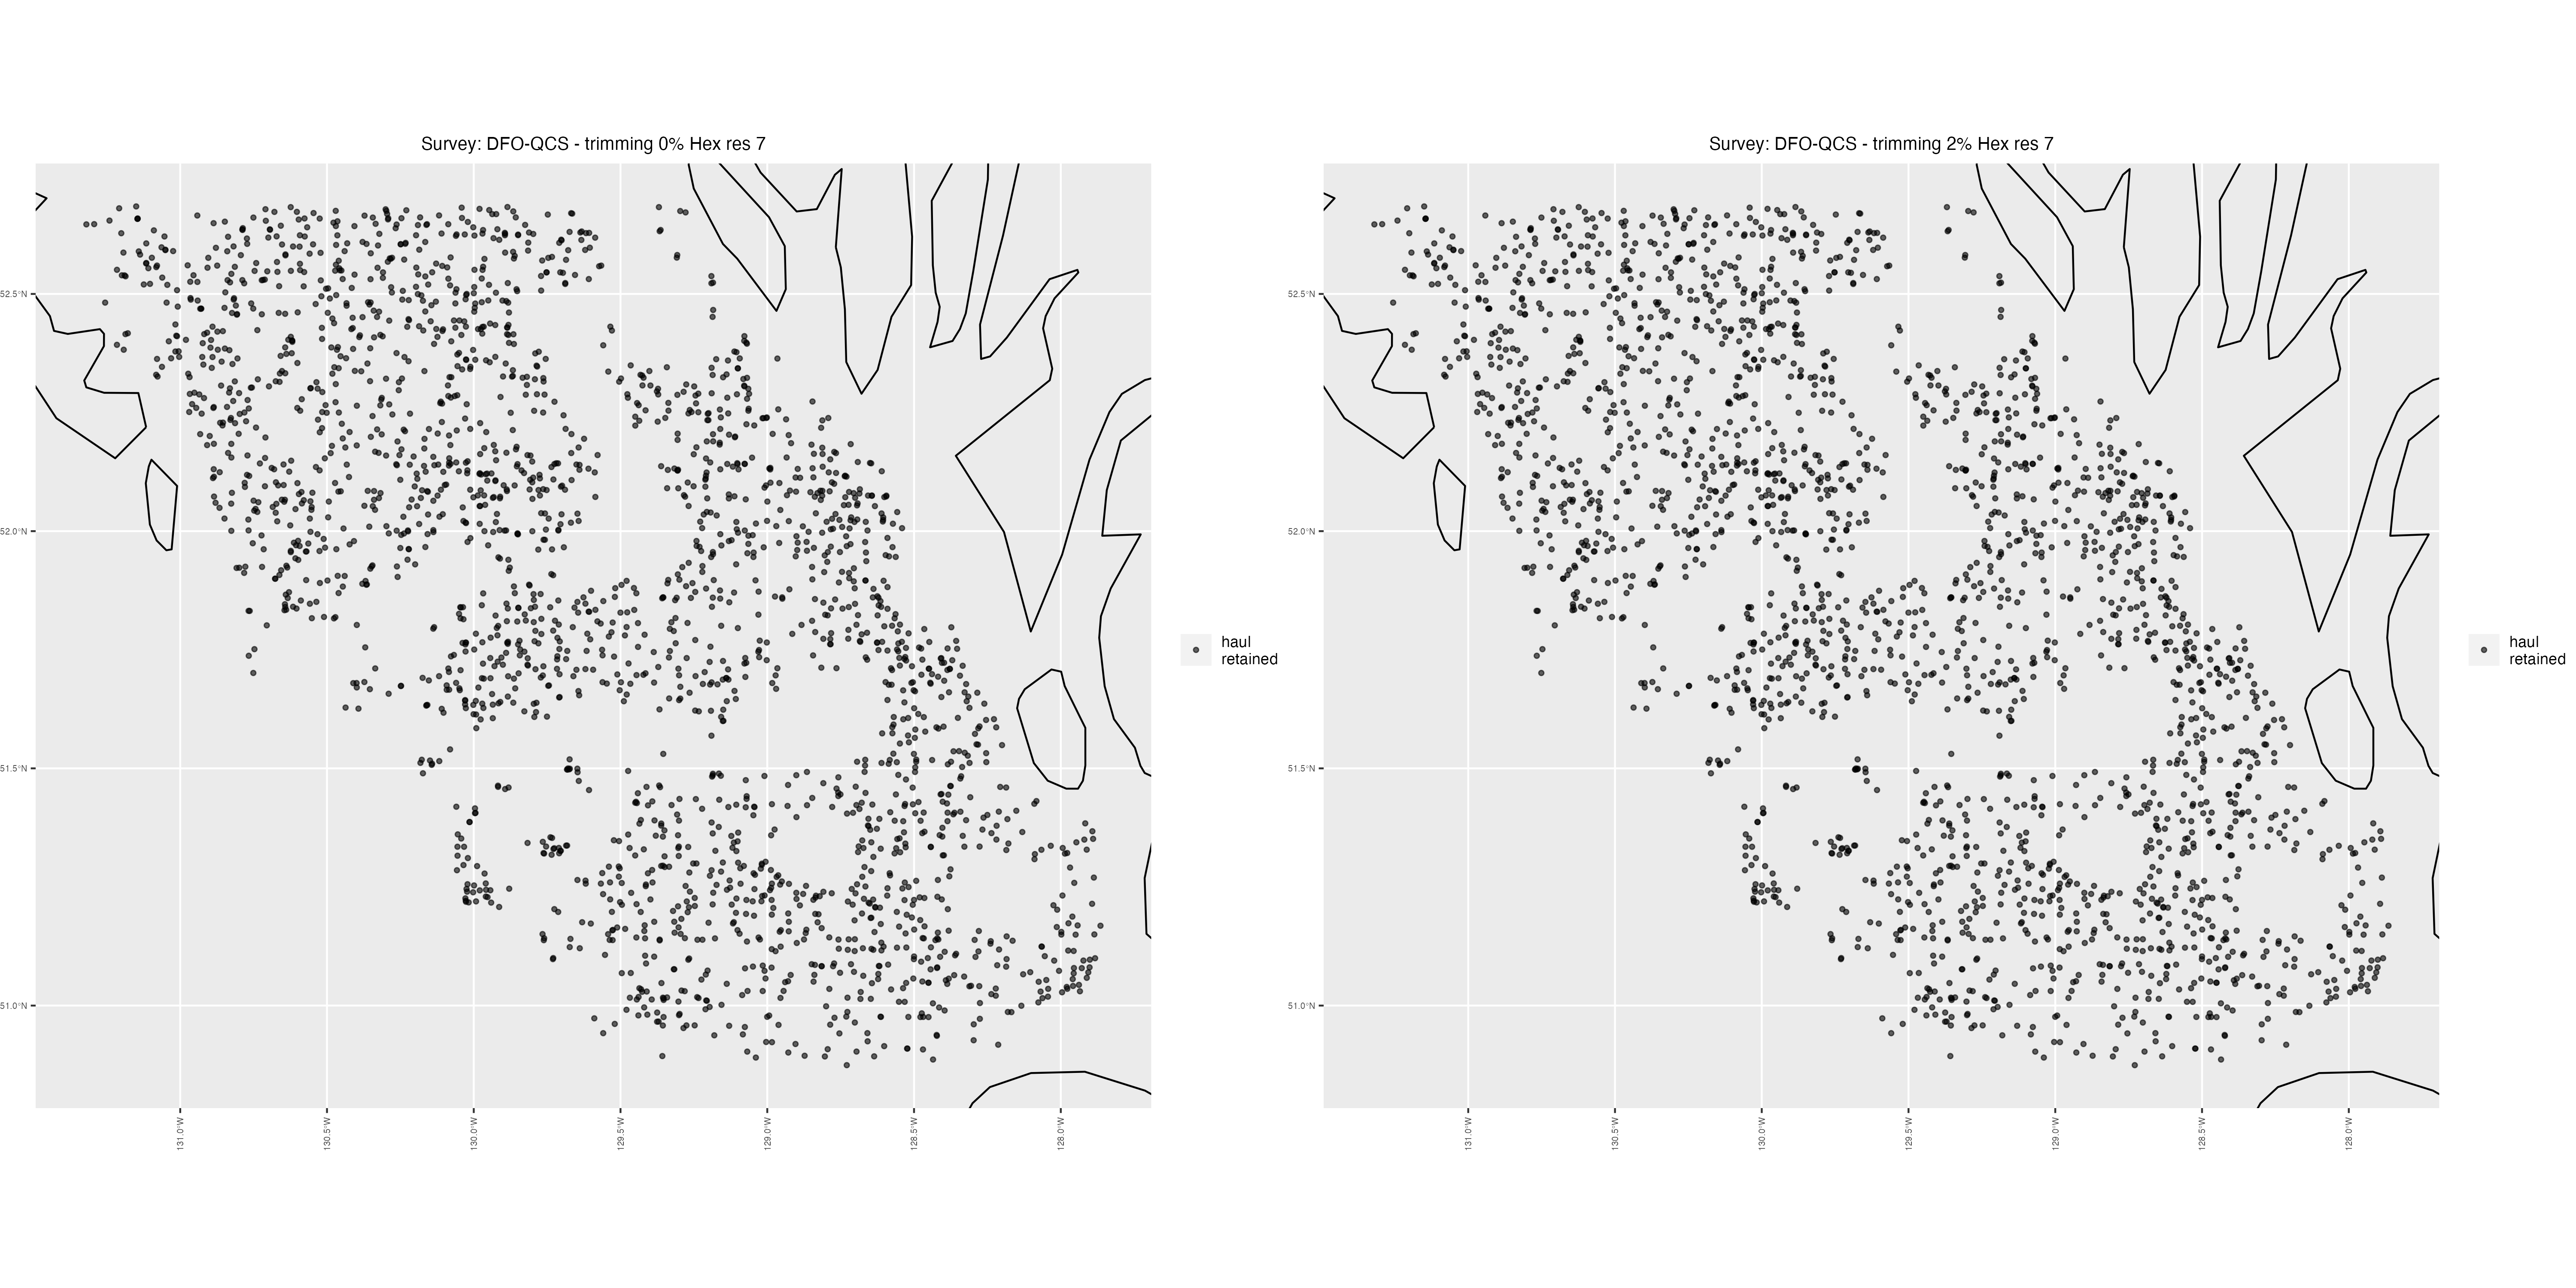 Survey: DFO-QCS - trimming 0% Hex res 7
52.5°N
52.0°N
51.5°N
51.0°N
131.0°W
130.5°W
130.0°W
129.5°W
129.0°W
128.5°W
128.0°W
haul
retained
Survey: DFO-QCS - trimming 2% Hex res 7
52.5°N
52.0°N
51.5°N
51.0°N
131.0°W
130.5°W
130.0°W
129.5°W
129.0°W
128.5°W
128.0°W
haul
retained